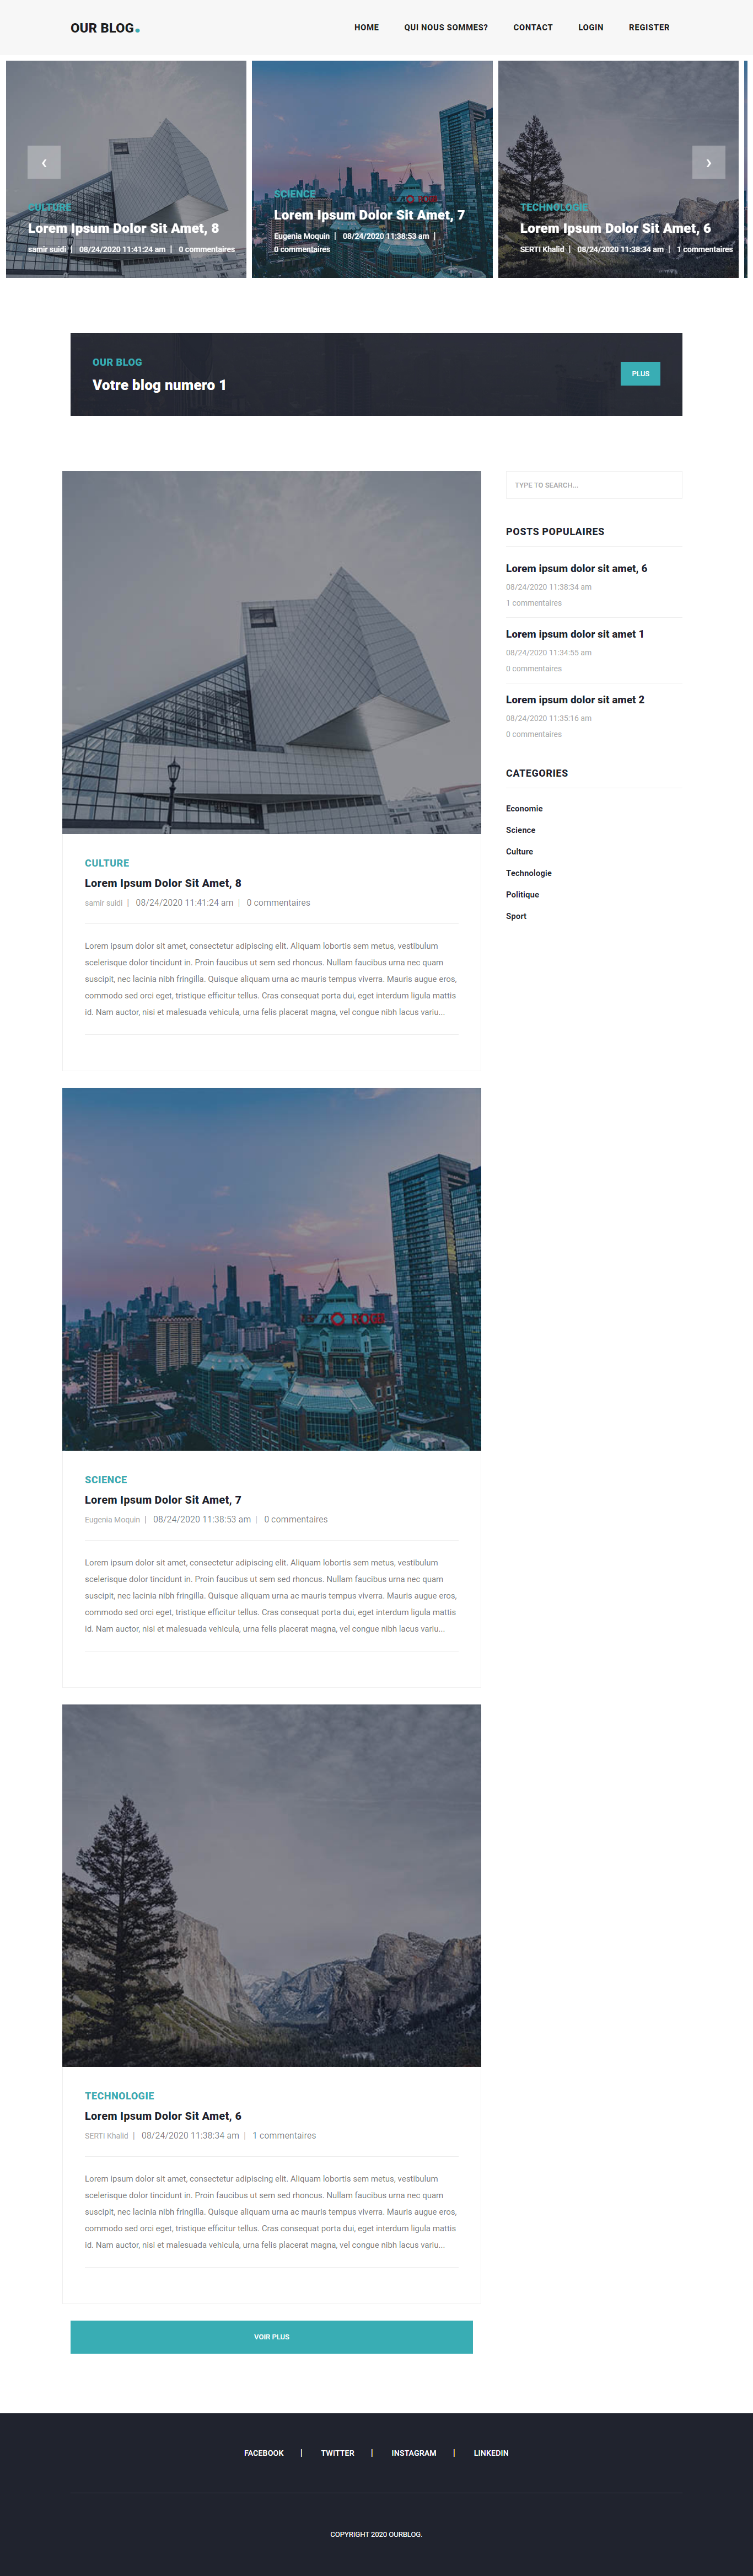 OUR BLOG.
HOME QUI NOUS SOMMES? CONTACT LOGIN REGISTER
‹
›
CULTURE
Lorem Ipsum Dolor Sit Amet, 8
samir suidi | 08/24/2020 11:41:24 am | 0 commentaires
SCIENCE
Lorem Ipsum Dolor Sit Amet, 7
Eugenia Moquin | 08/24/2020 11:38:53 am |
0 commentaires
TECHNOLOGIE
Lorem Ipsum Dolor Sit Amet, 6
SERTI Khalid | 08/24/2020 11:38:34 am | 1 commentaires
OUR BLOG
Votre blog numero 1
PLUS
CULTURE
Lorem Ipsum Dolor Sit Amet, 8
samir suidi | 08/24/2020 11:41:24 am | 0 commentaires
Lorem ipsum dolor sit amet, consectetur adipiscing elit. Aliquam lobortis sem metus, vestibulum
scelerisque dolor tincidunt in. Proin faucibus ut sem sed rhoncus. Nullam faucibus urna nec quam
suscipit, nec lacinia nibh fringilla. Quisque aliquam urna ac mauris tempus viverra. Mauris augue eros,
commodo sed orci eget, tristique efficitur tellus. Cras consequat porta dui, eget interdum ligula mattis
id. Nam auctor, nisi et malesuada vehicula, urna felis placerat magna, vel congue nibh lacus variu...
SCIENCE
Lorem Ipsum Dolor Sit Amet, 7
Eugenia Moquin | 08/24/2020 11:38:53 am | 0 commentaires
Lorem ipsum dolor sit amet, consectetur adipiscing elit. Aliquam lobortis sem metus, vestibulum
scelerisque dolor tincidunt in. Proin faucibus ut sem sed rhoncus. Nullam faucibus urna nec quam
suscipit, nec lacinia nibh fringilla. Quisque aliquam urna ac mauris tempus viverra. Mauris augue eros,
commodo sed orci eget, tristique efficitur tellus. Cras consequat porta dui, eget interdum ligula mattis
id. Nam auctor, nisi et malesuada vehicula, urna felis placerat magna, vel congue nibh lacus variu...
TECHNOLOGIE
Lorem Ipsum Dolor Sit Amet, 6
SERTI Khalid | 08/24/2020 11:38:34 am | 1 commentaires
Lorem ipsum dolor sit amet, consectetur adipiscing elit. Aliquam lobortis sem metus, vestibulum
scelerisque dolor tincidunt in. Proin faucibus ut sem sed rhoncus. Nullam faucibus urna nec quam
suscipit, nec lacinia nibh fringilla. Quisque aliquam urna ac mauris tempus viverra. Mauris augue eros,
commodo sed orci eget, tristique efficitur tellus. Cras consequat porta dui, eget interdum ligula mattis
id. Nam auctor, nisi et malesuada vehicula, urna felis placerat magna, vel congue nibh lacus variu...
VOIR PLUS
TYPE TO SEARCH...
POSTS POPULAIRES
Lorem ipsum dolor sit amet, 6
08/24/2020 11:38:34 am
1 commentaires
Lorem ipsum dolor sit amet 1
08/24/2020 11:34:55 am
0 commentaires
Lorem ipsum dolor sit amet 2
08/24/2020 11:35:16 am
0 commentaires
CATEGORIES
Economie
Science
Culture
Technologie
Politique
Sport
FACEBOOK | TWITTER | INSTAGRAM | LINKEDIN
COPYRIGHT 2020 OURBLOG.